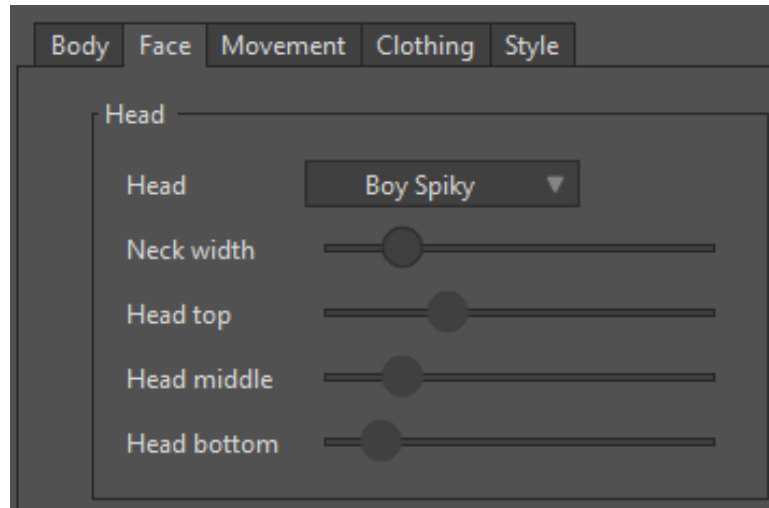 Body Face Movement Clothing Style
Head
Head Boy Spiky
Neck width
Head top
Head middle
Head bottom